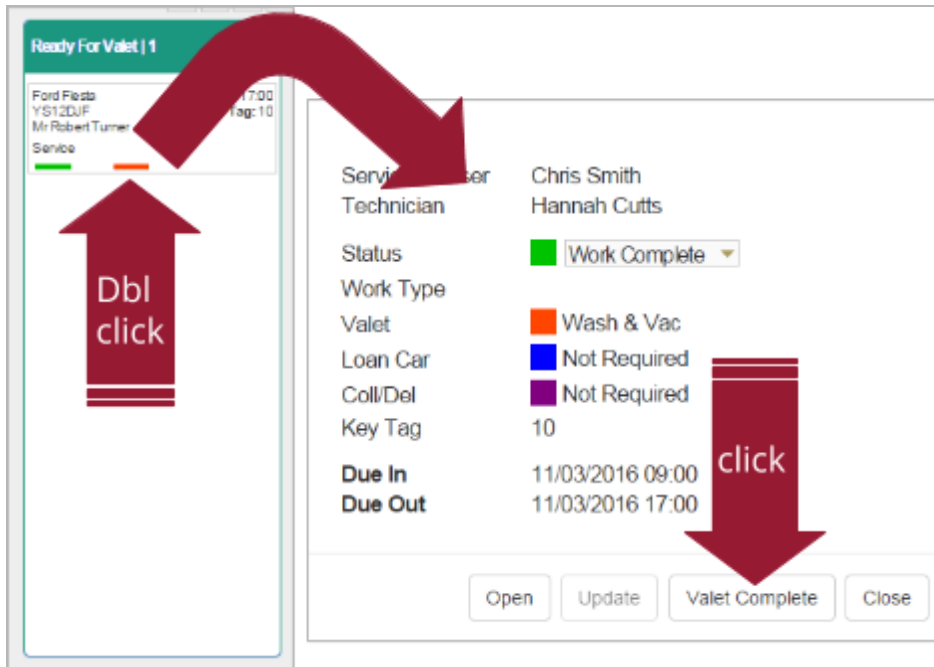 Ready For Valet | 1
Ford Fiesta 17:00
YS12DJF Tag: 10
Mr Robert Turner
Service
Dbl
click
Chris Smith
Technician Hannah Cutts
Status Work Complete
Work Type
Valet Wash & Vac
Loan Car Not Required
Coll/Del Not Required
Key Tag 10
Due In 11/03/2016 09:00
Due Out 11/03/2016 17:00
click
Open Update Valet Complete Close